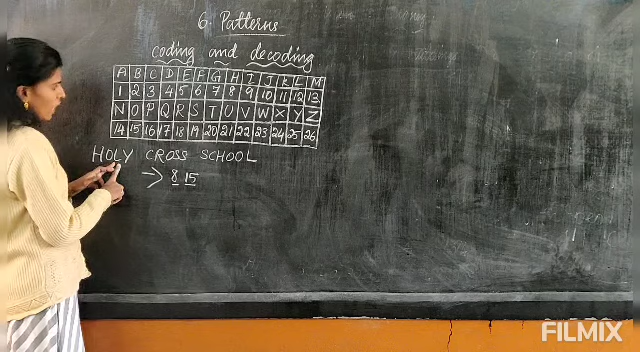 6. Patterns
coding and decoding
A B C D E F G H I J K L M
1 2 3 4 5 6 7 8 9 10 11 12 13
N O P Q R S T U V W X Y Z
14 15 16 17 18 19 20 21 22 23 24 25 26
HOLY CROSS SCHOOL
→ 8 15
FILMIX